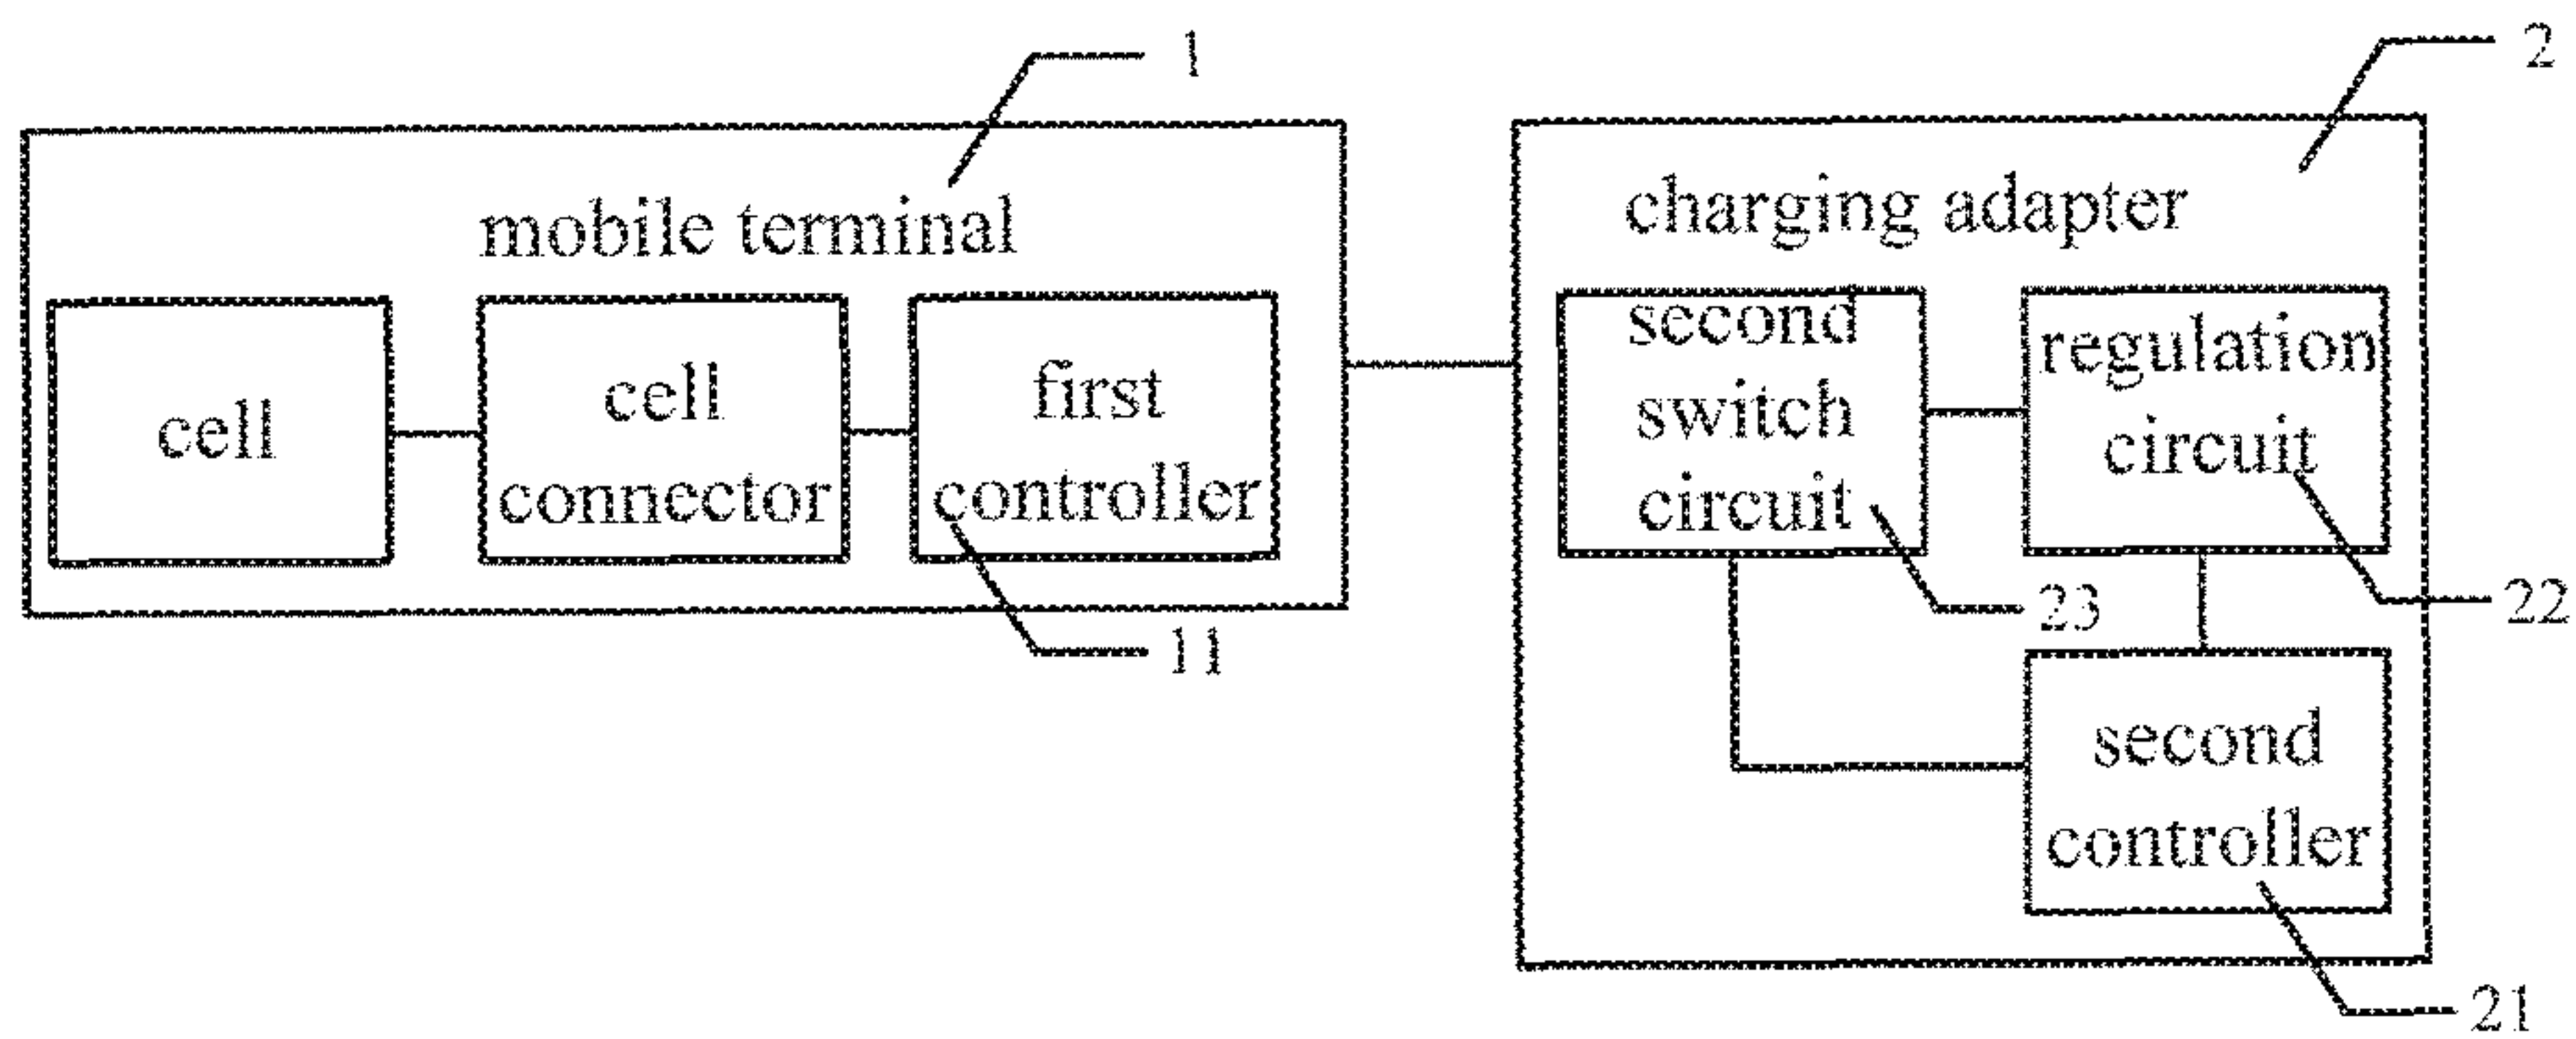 1
2
mobile terminal
charging adapter
cell
cell
connector
first
controller
second
switch
circuit
regulation
circuit
11
23
22
second
controller
21